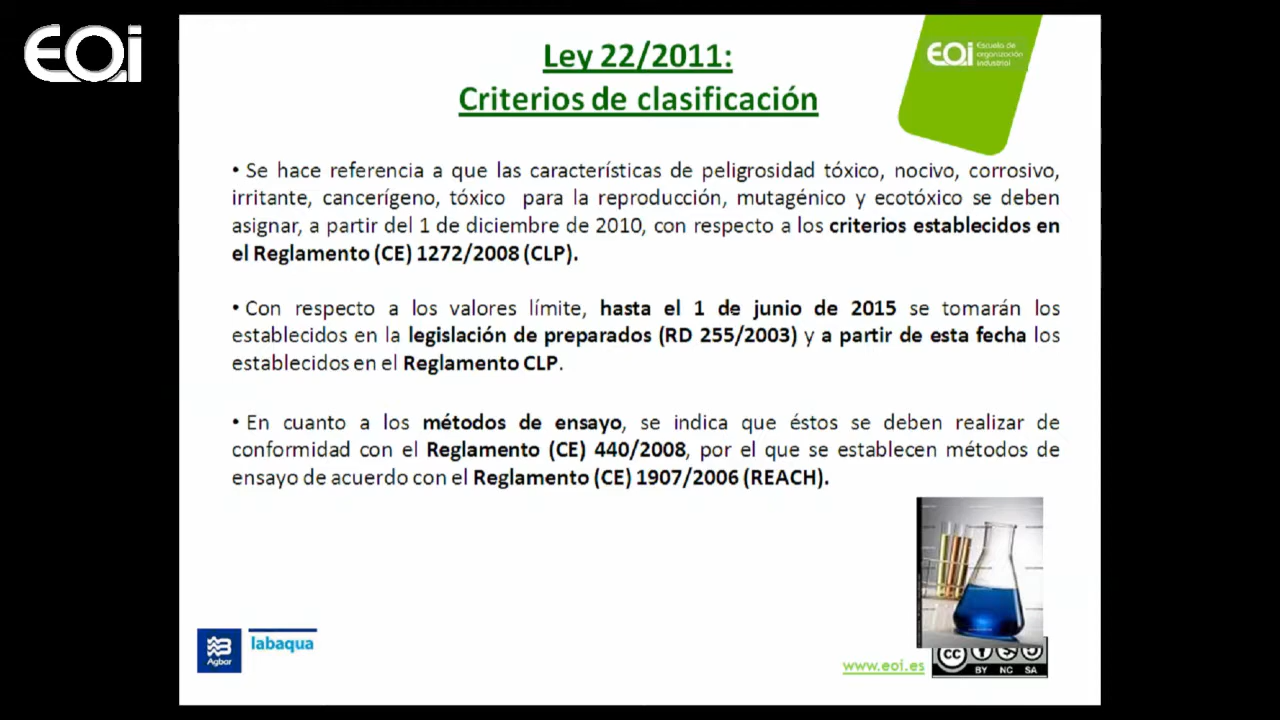 EOi
Ley 22/2011:
Criterios de clasificación
EOi Escuela de
organización
industrial
• Se hace referencia a que las características de peligrosidad tóxico, nocivo, corrosivo,
irritante, cancerígeno, tóxico para la reproducción, mutagénico y ecotóxico se deben
asignar, a partir del 1 de diciembre de 2010, con respecto a los criterios establecidos en
el Reglamento (CE) 1272/2008 (CLP).
• Con respecto a los valores límite, hasta el 1 de junio de 2015 se tomarán los
establecidos en la legislación de preparados (RD 255/2003) y a partir de esta fecha los
establecidos en el Reglamento CLP.
• En cuanto a los métodos de ensayo, se indica que éstos se deben realizar de
conformidad con el Reglamento (CE) 440/2008, por el que se establecen métodos de
ensayo de acuerdo con el Reglamento (CE) 1907/2006 (REACH).
Agbar
labaqua
www.eoi.es
cc
BY NC SA